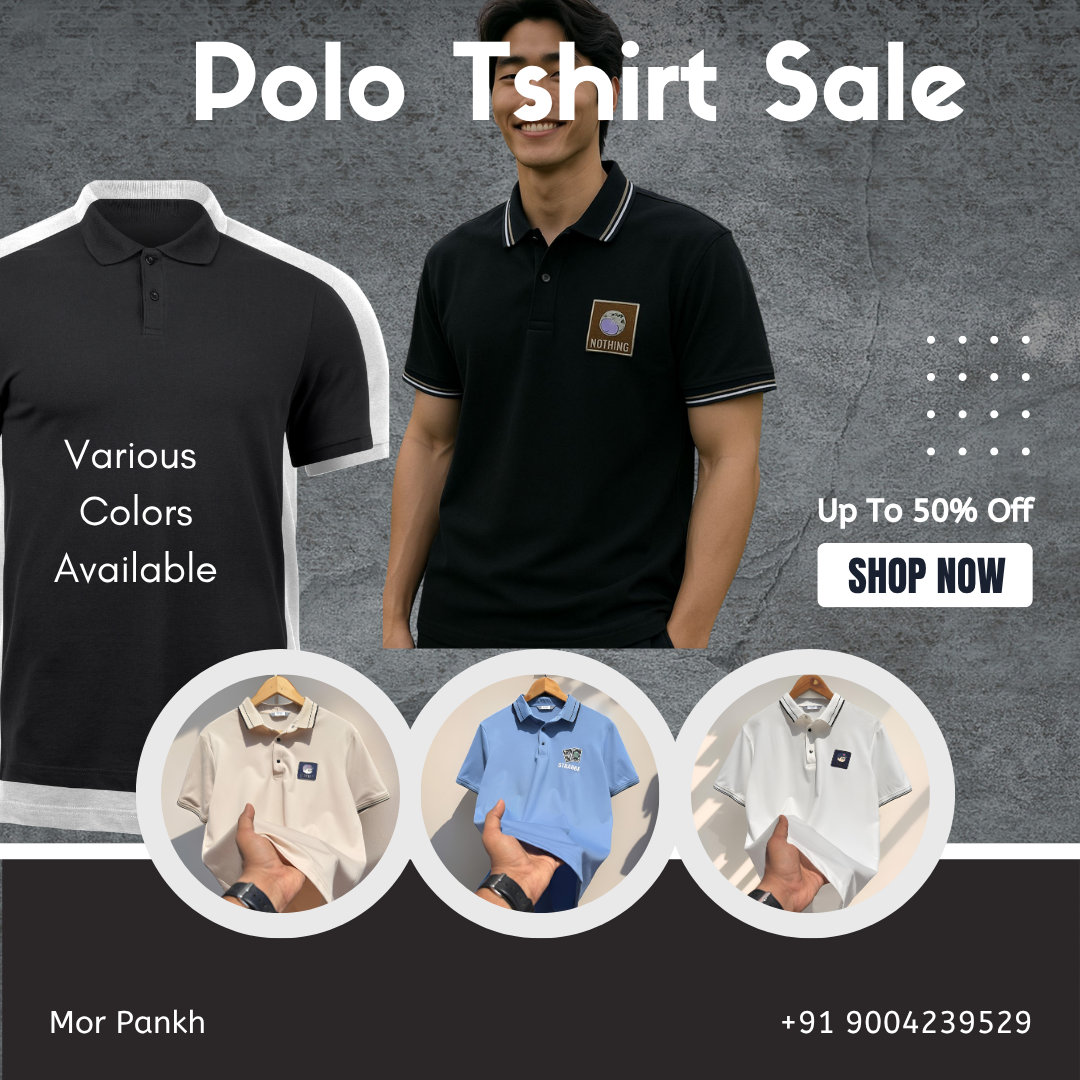 Polo Tshirt Sale
NOTHING
Various
Colors
Available
Up To 50% Off
SHOP NOW
Mor Pankh
+91 9004239529